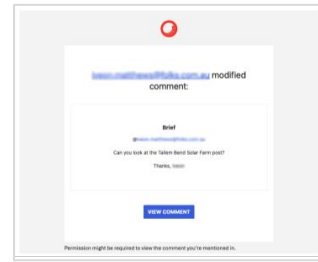 modified
comment:
Brief
Can you look at the Tailem Bend Solar Farm post?
Thanks,
VIEW COMMENT
Permission might be required to view the comment you're mentioned in.